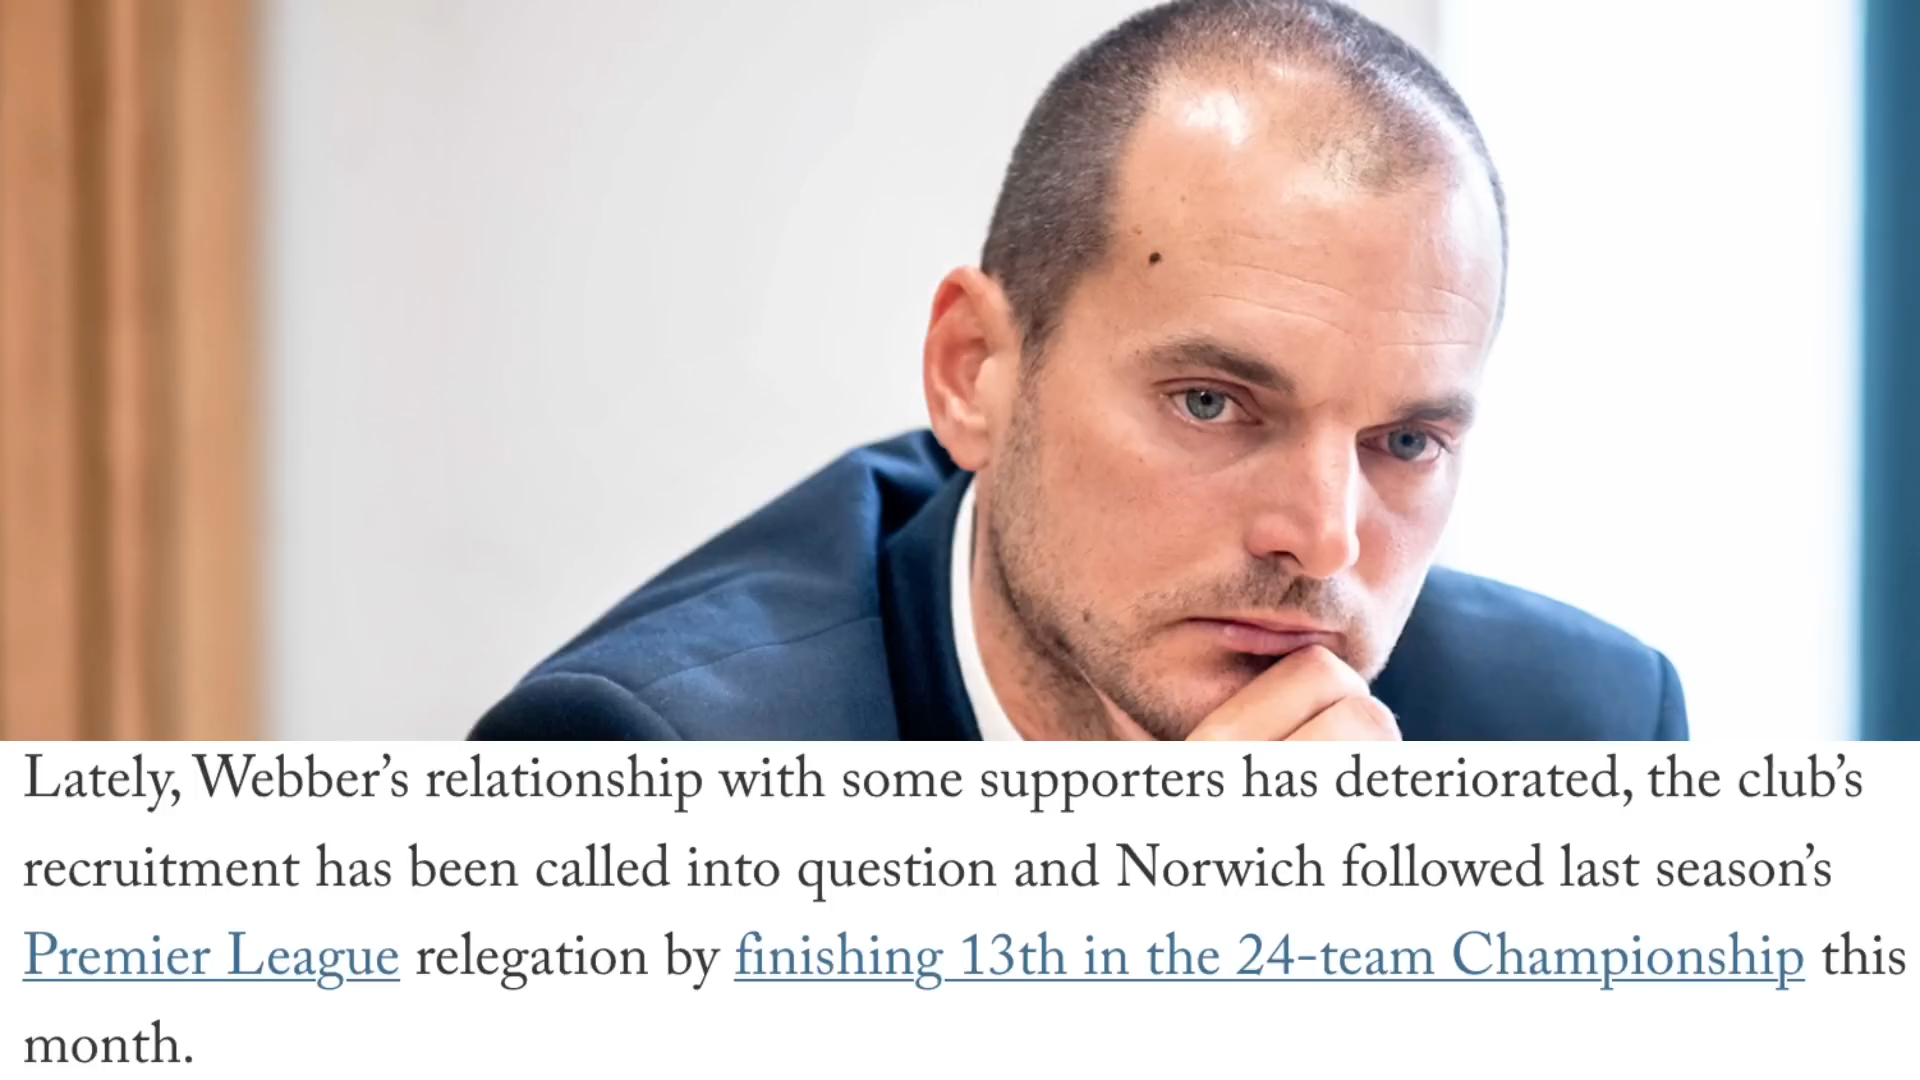 Lately, Webber’s relationship with some supporters has deteriorated, the club’s
recruitment has been called into question and Norwich followed last season’s
Premier League relegation by finishing 13th in the 24-team Championship this
month.